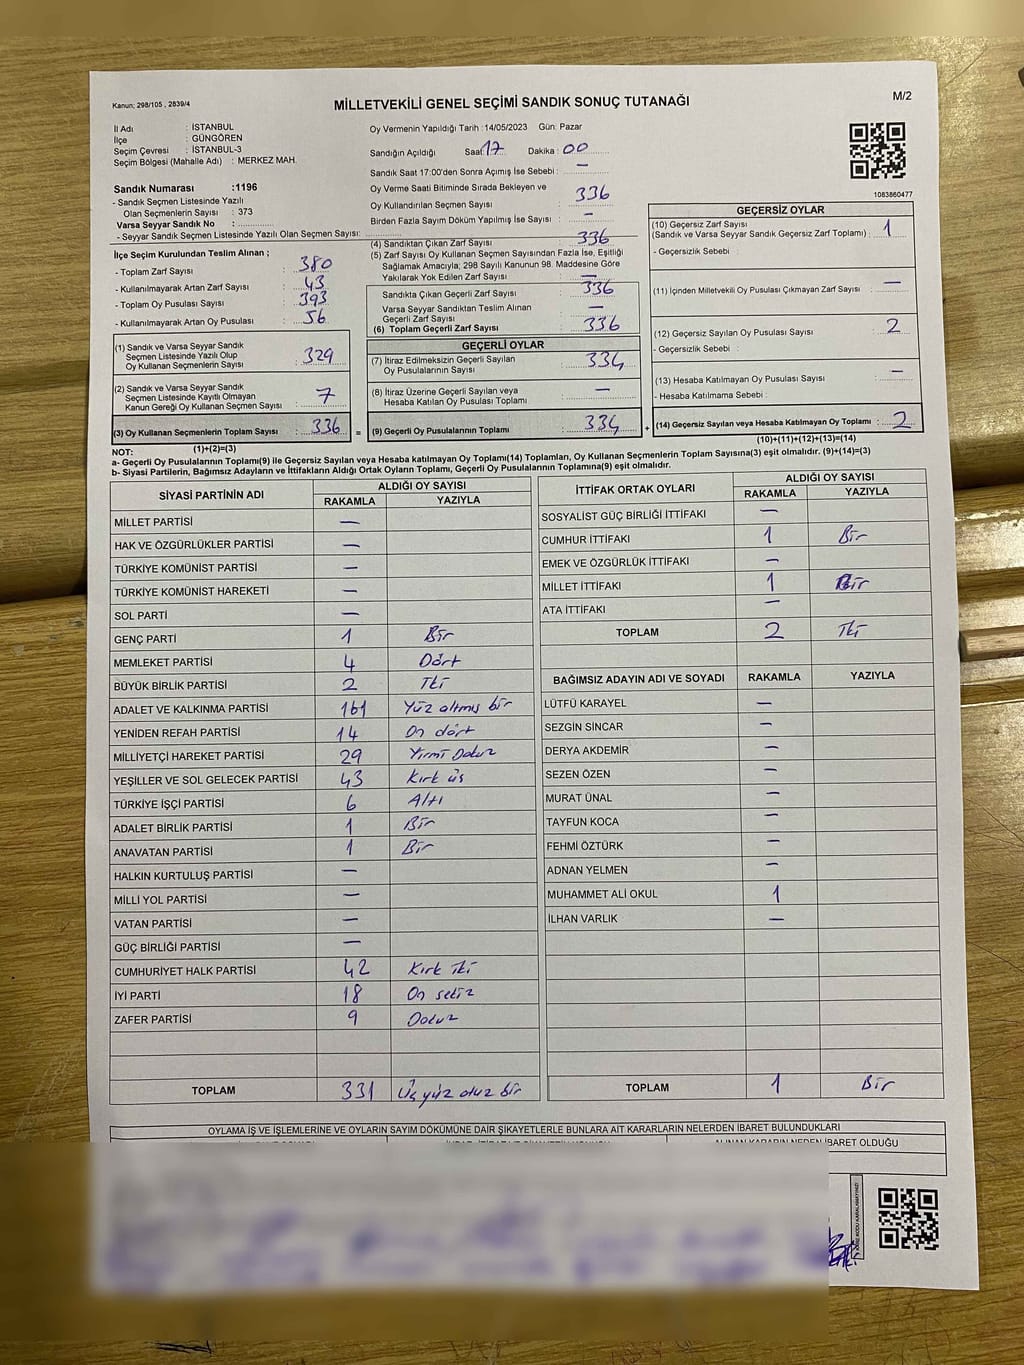 Kanun; 298/105 , 2839/4
MİLLETVEKİLİ GENEL SEÇİMİ SANDIK SONUÇ TUTANAĞI
M/2
İl Adı : İSTANBUL
İlçe : GÜNGÖREN
Seçim Çevresi : İSTANBUL-3
Seçim Bölgesi (Mahalle Adı) : MERKEZ MAH.
Sandık Numarası :1196
- Sandık Seçmen Listesinde Yazılı
Olan Seçmenlerin Sayısı : 373
Varsa Seyyar Sandık No :
- Seyyar Sandık Seçmen Listesinde Yazılı Olan Seçmen Sayısı:
Oy Vermenin Yapıldığı Tarih :14/05/2023 Gün: Pazar
Sandığın Açıldığı Saat: 17 Dakika : 00
Sandık Saat 17:00'den Sonra Açımış İse Sebebi : —
Oy Verme Saati Bitiminde Sırada Bekleyen ve
Oy Kullandırılan Seçmen Sayısı : 336
Birden Fazla Sayım Döküm Yapılmış İse Sayısı : —
1083860477
İlçe Seçim Kurulundan Teslim Alınan ;
- Toplam Zarf Sayısı : 380
- Kullanılmayarak Artan Zarf Sayısı : 43
- Toplam Oy Pusulası Sayısı : 393
- Kullanılmayarak Artan Oy Pusulası : 56
(1) Sandık ve Varsa Seyyar Sandık
Seçmen Listesinde Yazılı Olup
Oy Kullanan Seçmenlerin Sayısı : 329
(2) Sandık ve Varsa Seyyar Sandık
Seçmen Listesinde Kayıtlı Olmayan
Kanun Gereği Oy Kullanan Seçmen Sayısı : 7
(3) Oy Kullanan Seçmenlerin Toplam Sayısı : 336
(1)+(2)=(3)
(4) Sandıktan Çıkan Zarf Sayısı : 336
(5) Zarf Sayısı Oy Kullanan Seçmen Sayısından Fazla İse, Eşitliği
Sağlamak Amacıyla; 298 Sayılı Kanunun 98. Maddesine Göre
Yakılarak Yok Edilen Zarf Sayısı : —
Sandıkta Çıkan Geçerli Zarf Sayısı : 336
Varsa Seyyar Sandıktan Teslim Alınan
Geçerli Zarf Sayısı : —
(6) Toplam Geçerli Zarf Sayısı : 336
GEÇERLİ OYLAR
(7) İtiraz Edilmeksizin Geçerli Sayılan
Oy Pusulalarının Sayısı : 334
(8) İtiraz Üzerine Geçerli Sayılan veya
Hesaba Katılan Oy Pusulası Toplamı : —
= (9) Geçerli Oy Pusulalarının Toplamı : 334 +
GEÇERSİZ OYLAR
(10) Geçersiz Zarf Sayısı
(Sandık ve Varsa Seyyar Sandık Geçersiz Zarf Toplamı) : 1
- Geçersizlik Sebebi :
(11) İçinden Milletvekili Oy Pusulası Çıkmayan Zarf Sayısı : —
(12) Geçersiz Sayılan Oy Pusulası Sayısı : 2
- Geçersizlik Sebebi :
(13) Hesaba Katılmayan Oy Pusulası Sayısı : —
- Hesaba Katılmama Sebebi :
(14) Geçersiz Sayılan veya Hesaba Katılmayan Oy Toplamı : 2
(10)+(11)+(12)+(13)=(14)
NOT:
a- Geçerli Oy Pusulalarının Toplamı(9) ile Geçersiz Sayılan veya Hesaba katılmayan Oy Toplamı(14) Toplamları, Oy Kullanan Seçmenlerin Toplam Sayısına(3) eşit olmalıdır. (9)+(14)=(3)
b- Siyasi Partilerin, Bağımsız Adayların ve İttifakların Aldığı Ortak Oyların Toplamı, Geçerli Oy Pusulalarının Toplamına(9) eşit olmalıdır.
SİYASİ PARTİNİN ADI ALDIĞI OY SAYISI
RAKAMLA YAZIYLA
MİLLET PARTİSİ —
HAK VE ÖZGÜRLÜKLER PARTİSİ —
TÜRKİYE KOMÜNİST PARTİSİ —
TÜRKİYE KOMÜNİST HAREKETİ —
SOL PARTİ —
GENÇ PARTİ 1 Bir
MEMLEKET PARTİSİ 4 Dört
BÜYÜK BİRLİK PARTİSİ 2 İki
ADALET VE KALKINMA PARTİSİ 161 Yüz altmış bir
YENİDEN REFAH PARTİSİ 14 On dört
MİLLİYETÇİ HAREKET PARTİSİ 29 Yirmi Dokuz
YEŞİLLER VE SOL GELECEK PARTİSİ 43 Kırk üş
TÜRKİYE İŞÇİ PARTİSİ 6 Altı
ADALET BİRLİK PARTİSİ 1 Bir
ANAVATAN PARTİSİ 1 Bir
HALKIN KURTULUŞ PARTİSİ —
MİLLİ YOL PARTİSİ —
VATAN PARTİSİ —
GÜÇ BİRLİĞİ PARTİSİ —
CUMHURİYET HALK PARTİSİ 42 Kırk iki
İYİ PARTİ 18 On sekiz
ZAFER PARTİSİ 9 Dokuz
TOPLAM 331 Üçyüz otuz bir
İTTİFAK ORTAK OYLARI ALDIĞI OY SAYISI
RAKAMLA YAZIYLA
SOSYALİST GÜÇ BİRLİĞİ İTTİFAKI —
CUMHUR İTTİFAKI 1 Bir
EMEK VE ÖZGÜRLÜK İTTİFAKI —
MİLLET İTTİFAKI 1 Bir
ATA İTTİFAKI —
TOPLAM 2 İki
BAĞIMSIZ ADAYIN ADI VE SOYADI RAKAMLA YAZIYLA
LÜTFÜ KARAYEL —
SEZGİN SİNCAR —
DERYA AKDEMİR —
SEZEN ÖZEN —
MURAT ÜNAL —
TAYFUN KOCA —
FEHMİ ÖZTÜRK —
ADNAN YELMEN —
MUHAMMET ALİ OKUL 1
İLHAN VARLIK —
TOPLAM 1 Bir
OYLAMA İŞ VE İŞLEMLERİNE VE OYLARIN SAYIM DÖKÜMÜNE DAİR ŞİKAYETLERLE BUNLARA AİT KARARLARIN NELERDEN İBARET BULUNDUKLARI
ALINAN KARARIN NEDEN İBARET OLDUĞU